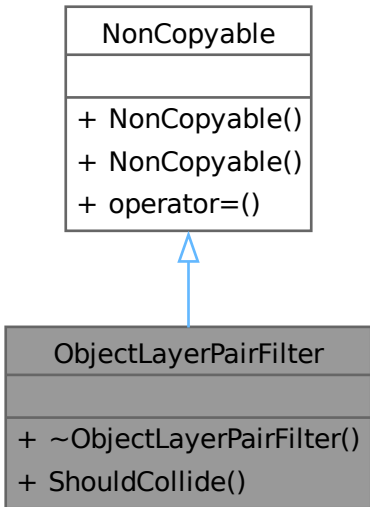 NonCopyable
+ NonCopyable()
+ NonCopyable()
+ operator=()
ObjectLayerPairFilter
+ ~ObjectLayerPairFilter()
+ ShouldCollide()